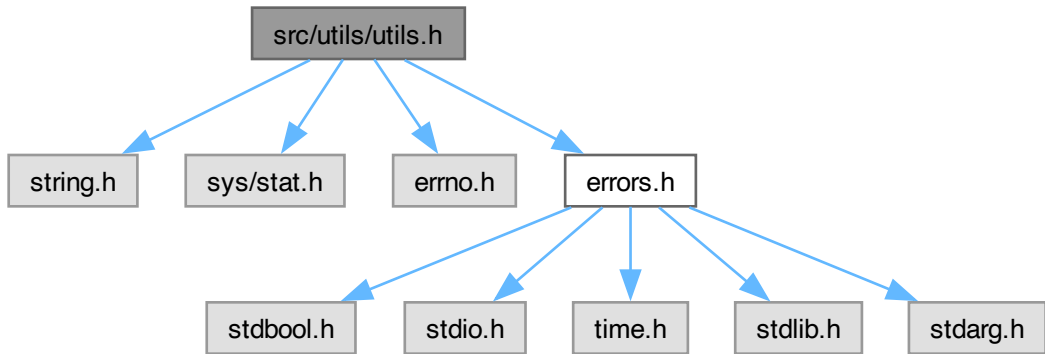 src/utils/utils.h
string.h
sys/stat.h
errno.h
errors.h
stdbool.h
stdio.h
time.h
stdlib.h
stdarg.h